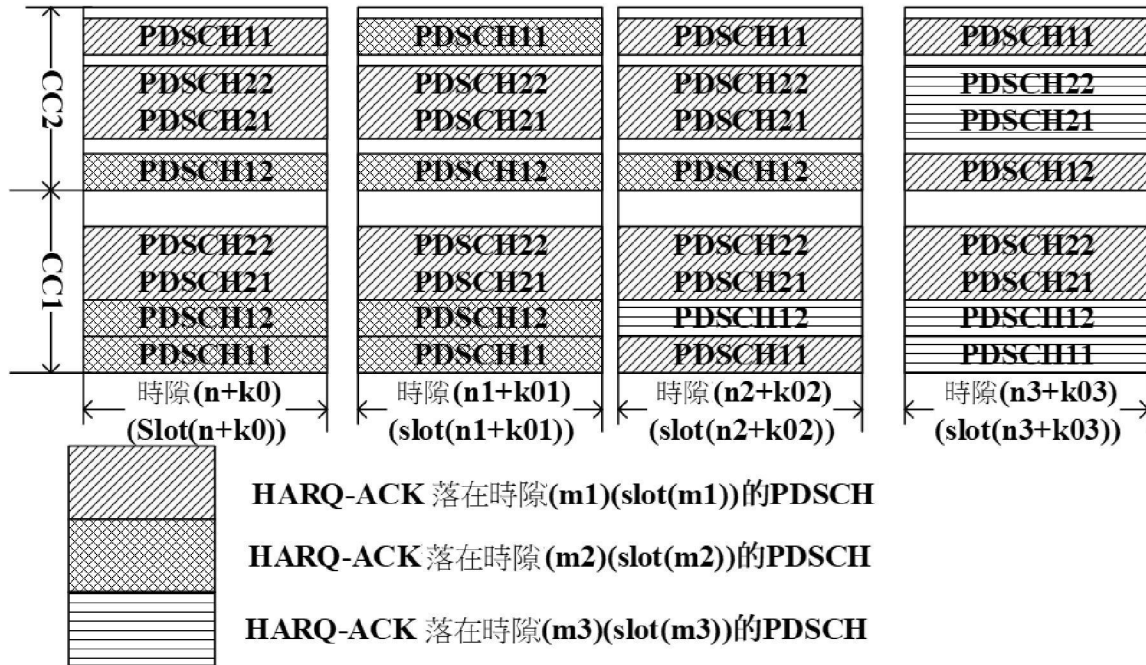 PDSCH11 PDSCH11 PDSCH11 PDSCH11
CC2
PDSCH22 PDSCH22 PDSCH22 PDSCH22
PDSCH21 PDSCH21 PDSCH21 PDSCH21
PDSCH12 PDSCH12 PDSCH12 PDSCH12
CC1
PDSCH22 PDSCH22 PDSCH22 PDSCH22
PDSCH21 PDSCH21 PDSCH21 PDSCH21
PDSCH12 PDSCH12 PDSCH12 PDSCH12
PDSCH11 PDSCH11 PDSCH11 PDSCH11
時隙(n+k0) 時隙(n1+k01) 時隙(n2+k02) 時隙(n3+k03)
(Slot(n+k0)) (slot(n1+k01)) (slot(n2+k02)) (slot(n3+k03))
HARQ-ACK 落在時隙(m1)(slot(m1))的PDSCH
HARQ-ACK 落在時隙(m2)(slot(m2))的PDSCH
HARQ-ACK 落在時隙(m3)(slot(m3))的PDSCH